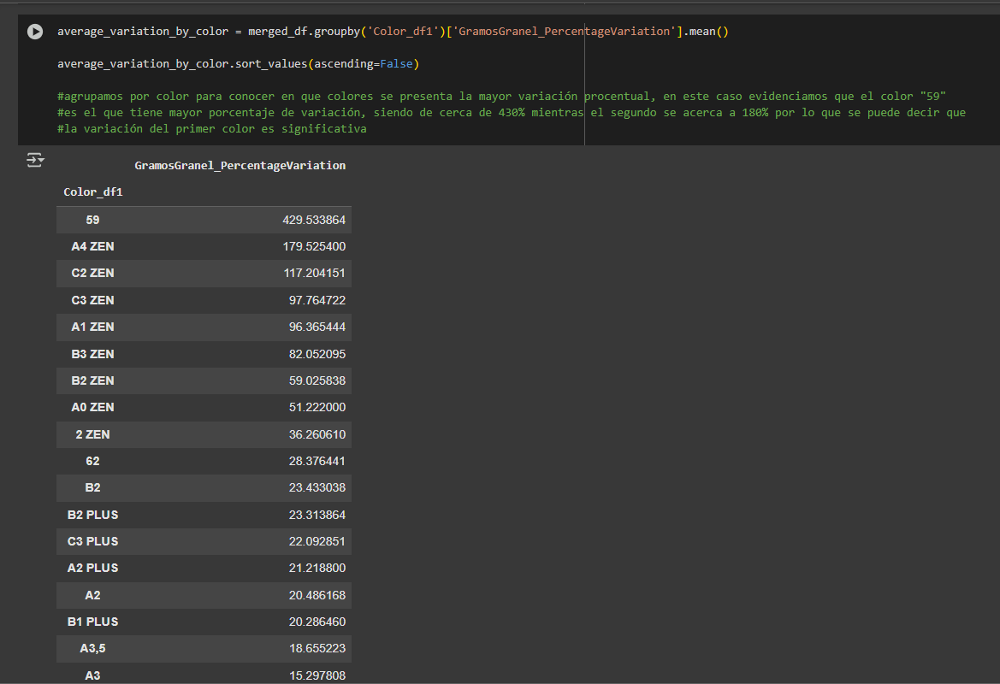 average_variation_by_color = merged_df.groupby('Color_df1')['GramosGranel_PercentageVariation'].mean()
average_variation_by_color.sort_values(ascending=False)
#agrupamos por color para conocer en que colores se presenta la mayor variación procentual, en este caso evidenciamos que el color "59"
#es el que tiene mayor porcentaje de variación, siendo de cerca de 430% mientras el segundo se acerca a 180% por lo que se puede decir que
#la variación del primer color es significativa
GramosGranel_PercentageVariation
Color_df1
59 429.533864
A4 ZEN 179.525400
C2 ZEN 117.204151
C3 ZEN 97.764722
A1 ZEN 96.365444
B3 ZEN 82.052095
B2 ZEN 59.025838
A0 ZEN 51.222000
2 ZEN 36.260610
62 28.376441
B2 23.433038
B2 PLUS 23.313864
C3 PLUS 22.092851
A2 PLUS 21.218800
A2 20.486168
B1 PLUS 20.286460
A3,5 18.655223
A3 15.297808